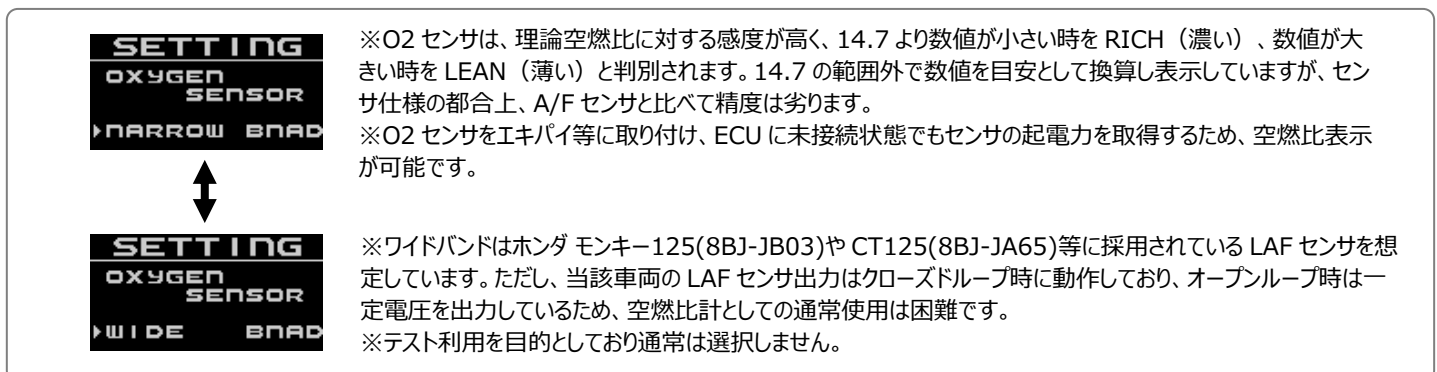 SETTING
OXYGEN
SENSOR
NARROW BNAD
※O2 センサは、理論空燃比に対する感度が高く、14.7 より数値が小さい時を RICH（濃い）、数値が大
きい時を LEAN（薄い）と判別されます。14.7 の範囲外で数値を目安として換算し表示していますが、セン
サ仕様の都合上、A/F センサと比べて精度は劣ります。
※O2 センサをエキパイ等に取り付け、ECU に未接続状態でもセンサの起電力を取得するため、空燃比表示
が可能です。
SETTING
OXYGEN
SENSOR
WIDE BNAD
※ワイドバンドはホンダ モンキー125(8BJ-JB03)や CT125(8BJ-JA65)等に採用されている LAF センサを想
定しています。ただし、当該車両の LAF センサ出力はクローズドループ時に動作しており、オープンループ時は一
定電圧を出力しているため、空燃比計としての通常使用は困難です。
※テスト利用を目的としており通常は選択しません。